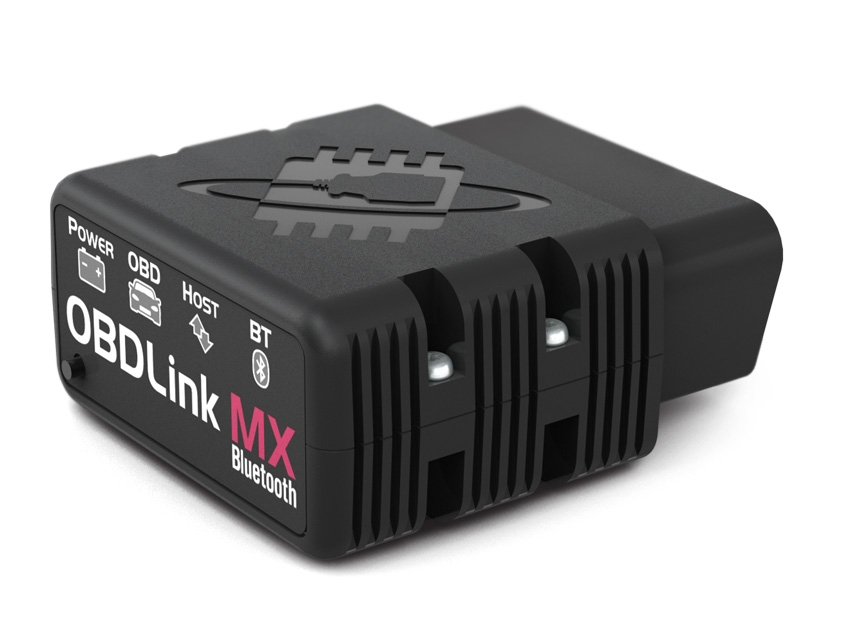 POWER
OBD
HOST
BT
OBDLink MX
Bluetooth